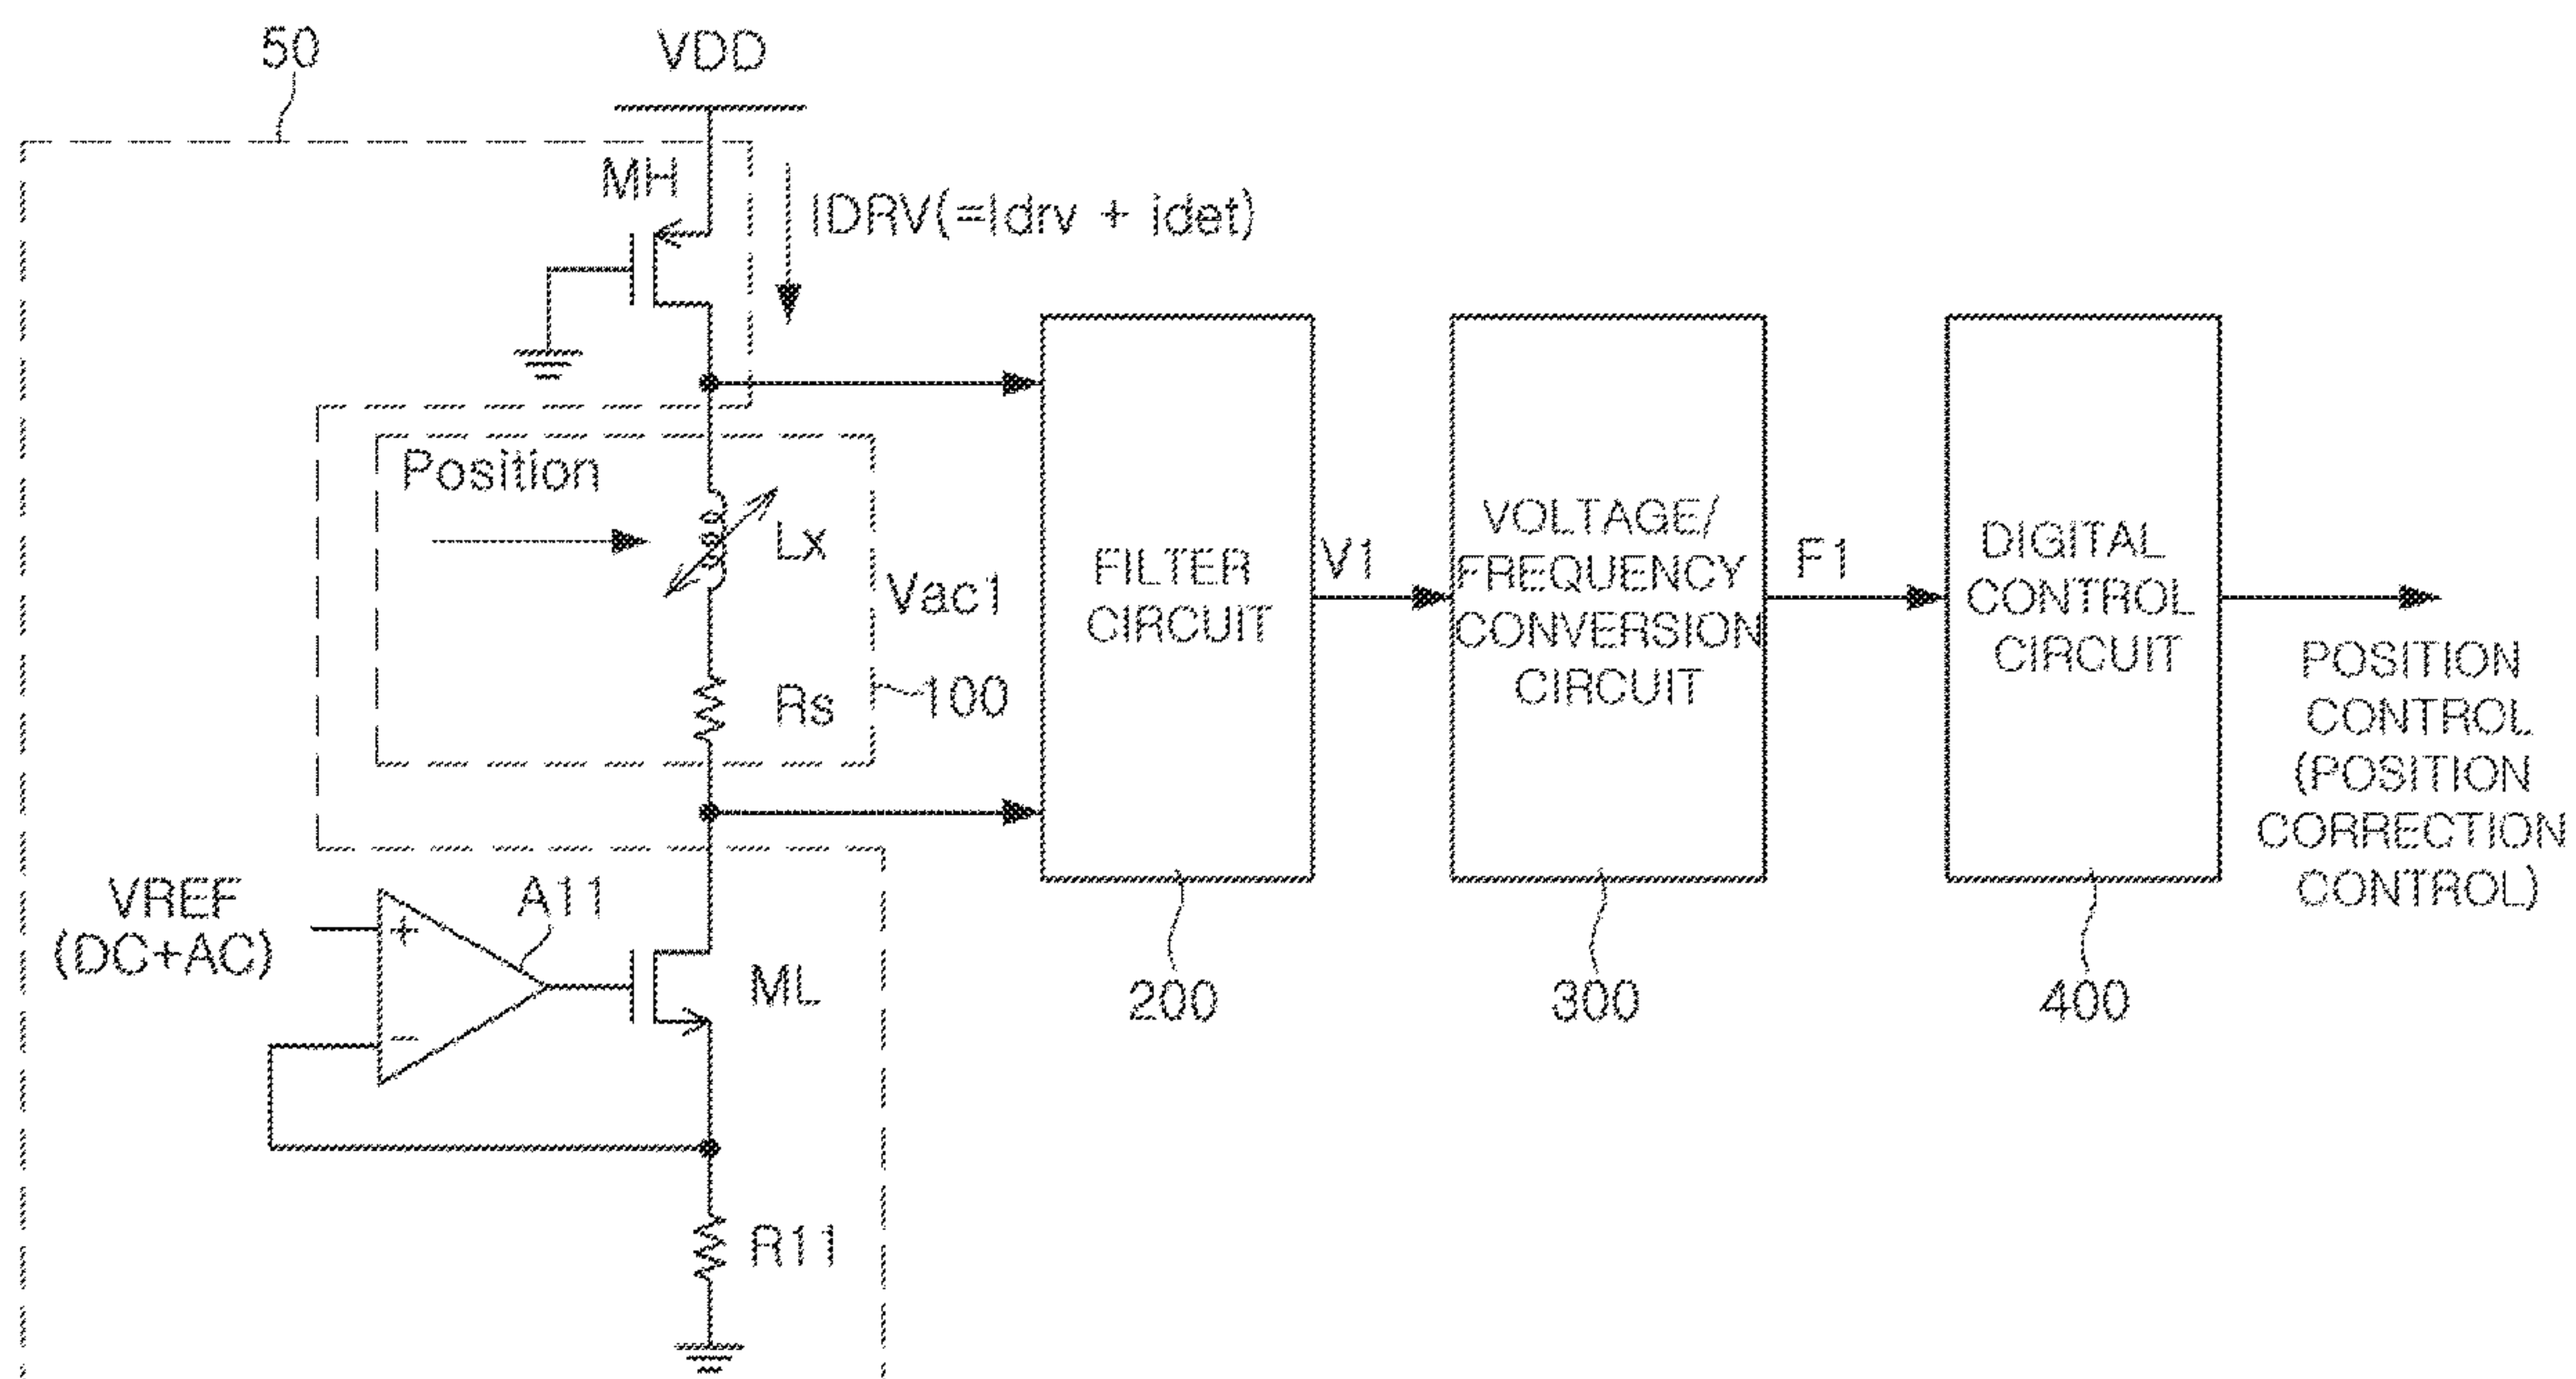 50
VDD
MH
IDRV(=Idrv + idet)
Position
Lx
Vac1
Rs
100
FILTER
CIRCUIT
200
V1
VOLTAGE/
FREQUENCY
CONVERSION
CIRCUIT
300
F1
DIGITAL
CONTROL
CIRCUIT
400
POSITION
CONTROL
(POSITION
CORRECTION
CONTROL)
VREF
(DC+AC)
+
−
A11
ML
R11